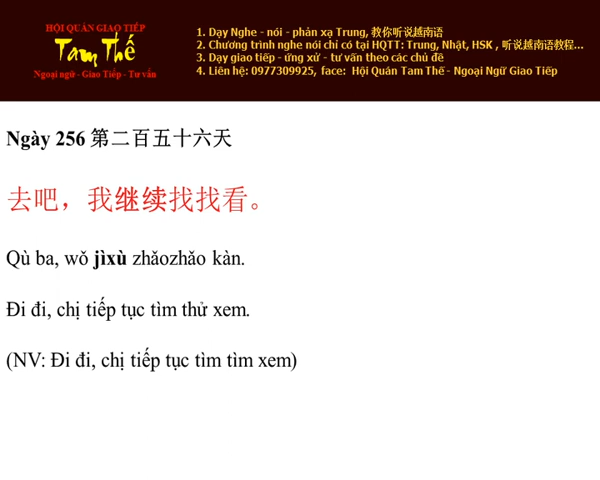 HỘI QUÁN GIAO TIẾP
Tam Thế
Ngoại ngữ - Giao Tiếp - Tư vấn
1. Dạy Nghe - nói - phản xạ Trung, 教你听说越南语
2. Chương trình nghe nói chỉ có tại HQTT: Trung, Nhật, HSK , 听说越南语教程...
3. Dạy giao tiếp - ứng xử - tư vấn theo các chủ đề
4. Liên hệ: 0977309925, face: Hội Quán Tam Thế - Ngoại Ngữ Giao Tiếp
Ngày 256 第二百五十六天
去吧，我继续找找看。
Qù ba, wǒ jìxù zhǎozhǎo kàn.
Đi đi, chị tiếp tục tìm thử xem.
(NV: Đi đi, chị tiếp tục tìm tìm xem)